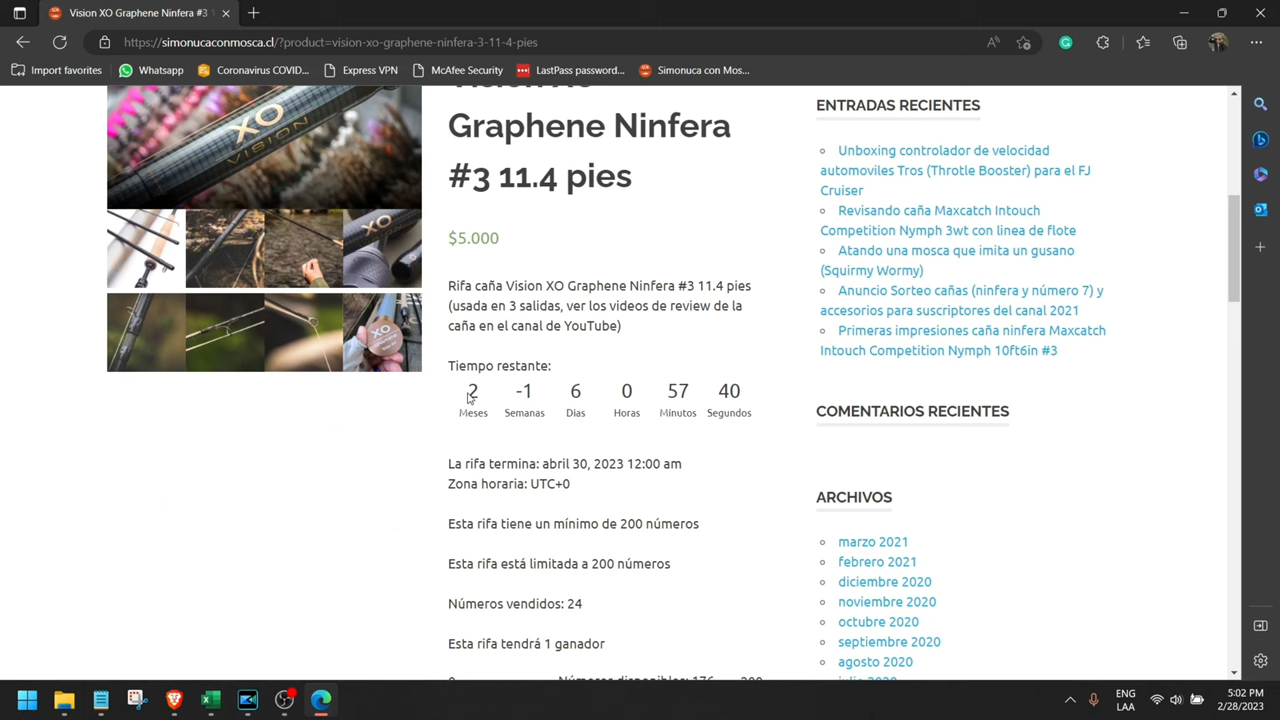 Vision XO Graphene Ninfera #3 1
https://simonucaconmosca.cl/?product=vision-xo-graphene-ninfera-3-11-4-pies
Import favorites
Whatsapp
Coronavirus COVID...
Express VPN
McAfee Security
LastPass password...
Simonuca con Mos...
XO
VISION
XO
XO
Graphene Ninfera
#3 11.4 pies
$5.000
Rifa caña Vision XO Graphene Ninfera #3 11.4 pies
(usada en 3 salidas, ver los videos de review de la
caña en el canal de YouTube)
Tiempo restante:
2 -1 6 0 57 40
Meses Semanas Dias Horas Minutos Segundos
La rifa termina: abril 30, 2023 12:00 am
Zona horaria: UTC+0
Esta rifa tiene un mínimo de 200 números
Esta rifa está limitada a 200 números
Números vendidos: 24
Esta rifa tendrá 1 ganador
ENTRADAS RECIENTES
Unboxing controlador de velocidad
automoviles Tros (Throtle Booster) para el FJ
Cruiser
Revisando caña Maxcatch Intouch
Competition Nymph 3wt con linea de flote
Atando una mosca que imita un gusano
(Squirmy Wormy)
Anuncio Sorteo cañas (ninfera y número 7) y
accesorios para suscriptores del canal 2021
Primeras impresiones caña ninfera Maxcatch
Intouch Competition Nymph 10ft6in #3
COMENTARIOS RECIENTES
ARCHIVOS
marzo 2021
febrero 2021
diciembre 2020
noviembre 2020
octubre 2020
septiembre 2020
agosto 2020
ENG
LAA
5:02 PM
2/28/2023